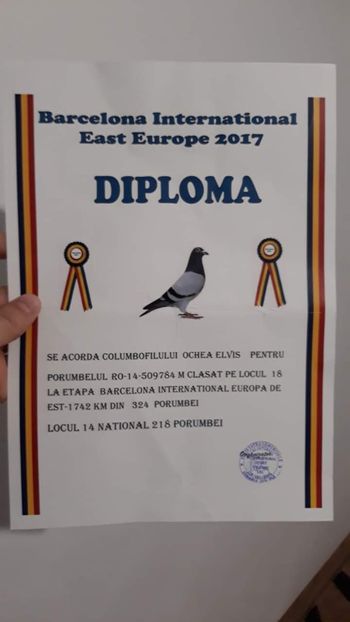 Barcelona International
East Europe 2017
DIPLOMA
SE ACORDA COLUMBOFILULUI OCHEA ELVIS PENTRU
PORUMBELUL RO-14-509784 M CLASAT PE LOCUL 18
LA ETAPA BARCELONA INTERNATIONAL EUROPA DE
EST-1742 KM DIN 324 PORUMBEI
LOCUL 14 NATIONAL 218 PORUMBEI